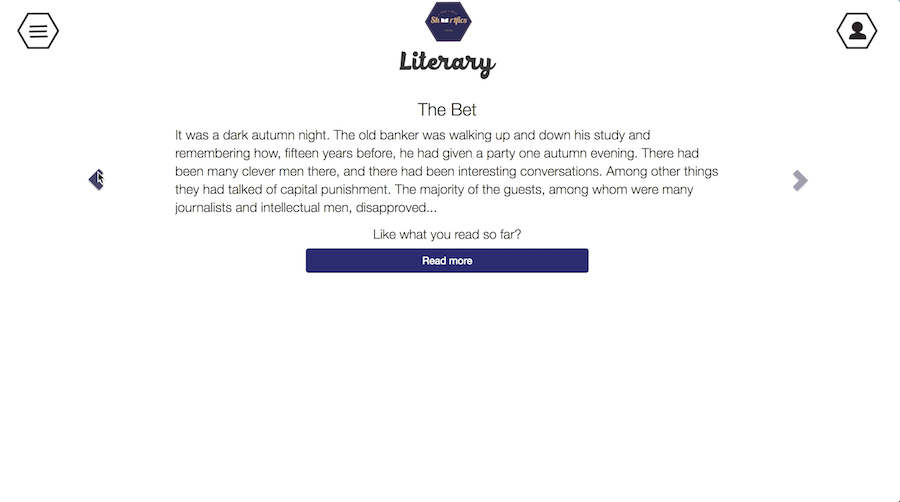 Shortfics
Literary
The Bet
It was a dark autumn night. The old banker was walking up and down his study and
remembering how, fifteen years before, he had given a party one autumn evening. There had
been many clever men there, and there had been interesting conversations. Among other things
they had talked of capital punishment. The majority of the guests, among whom were many
journalists and intellectual men, disapproved...
Like what you read so far?
Read more